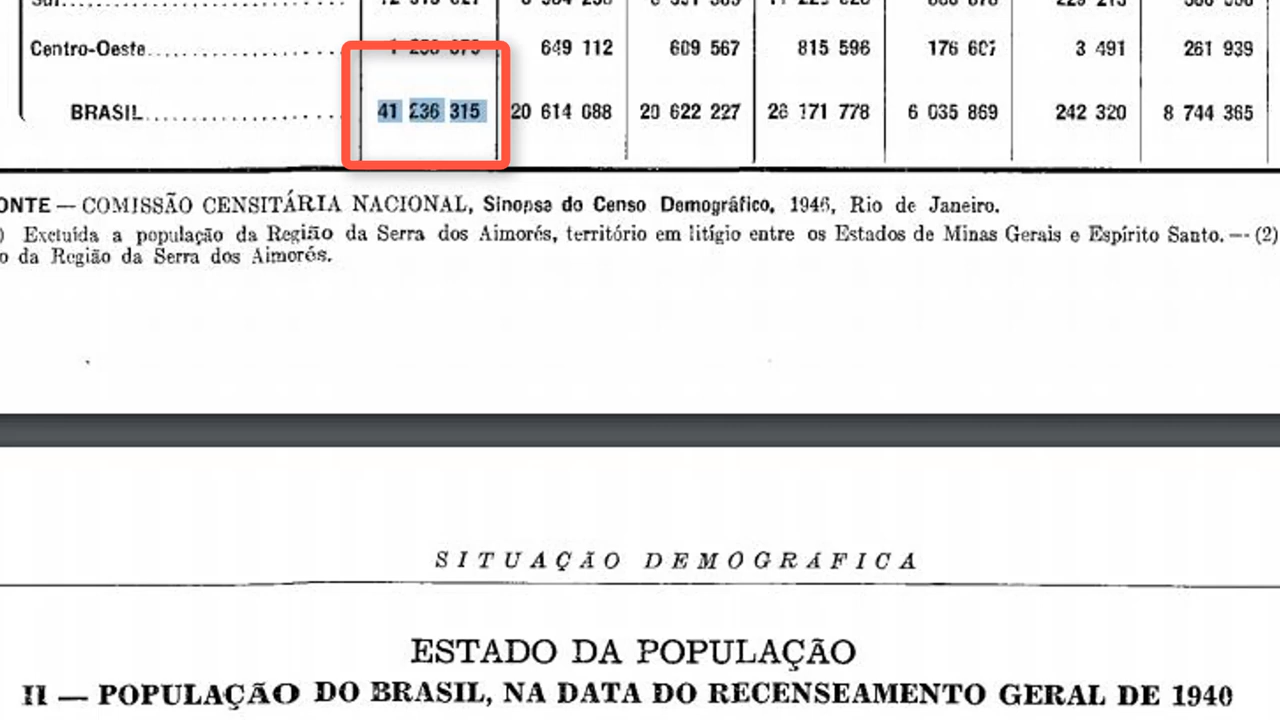 Centro-Oeste.................... 649 112 609 567 815 596 176 607 3 491 261 939
BRASIL.................... 41 236 315 20 614 088 20 622 227 26 171 778 6 035 869 242 320 8 744 365
ONTE — COMISSÃO CENSITÁRIA NACIONAL, Sinopse do Censo Demográfico, 1946, Rio de Janeiro.
) Excluída a população da Região da Serra dos Aimorés, território em litígio entre os Estados de Minas Gerais e Espírito Santo. — (2)
o da Região da Serra dos Aimorés.
SITUAÇÃO DEMOGRÁFICA
ESTADO DA POPULAÇÃO
II — POPULAÇÃO DO BRASIL, NA DATA DO RECENSEAMENTO GERAL DE 1940